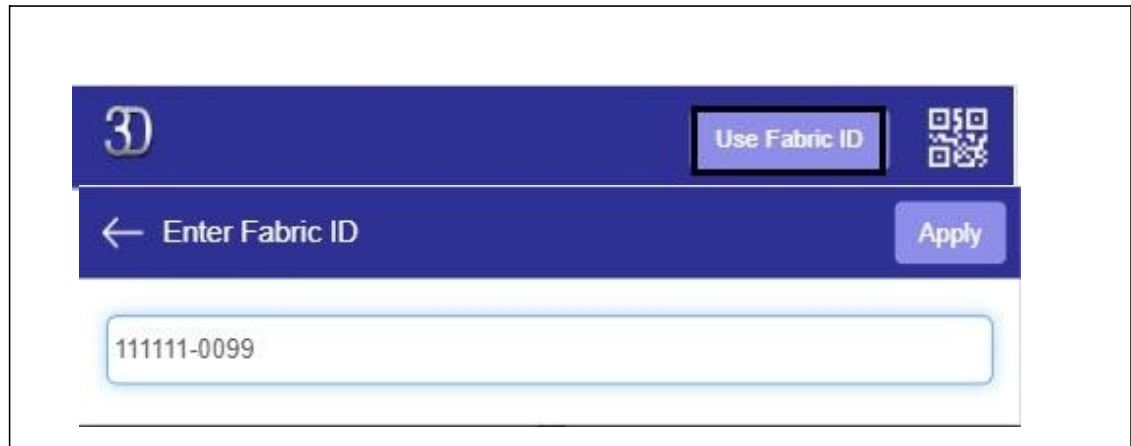 3D
Use Fabric ID
Enter Fabric ID
Apply
111111-0099